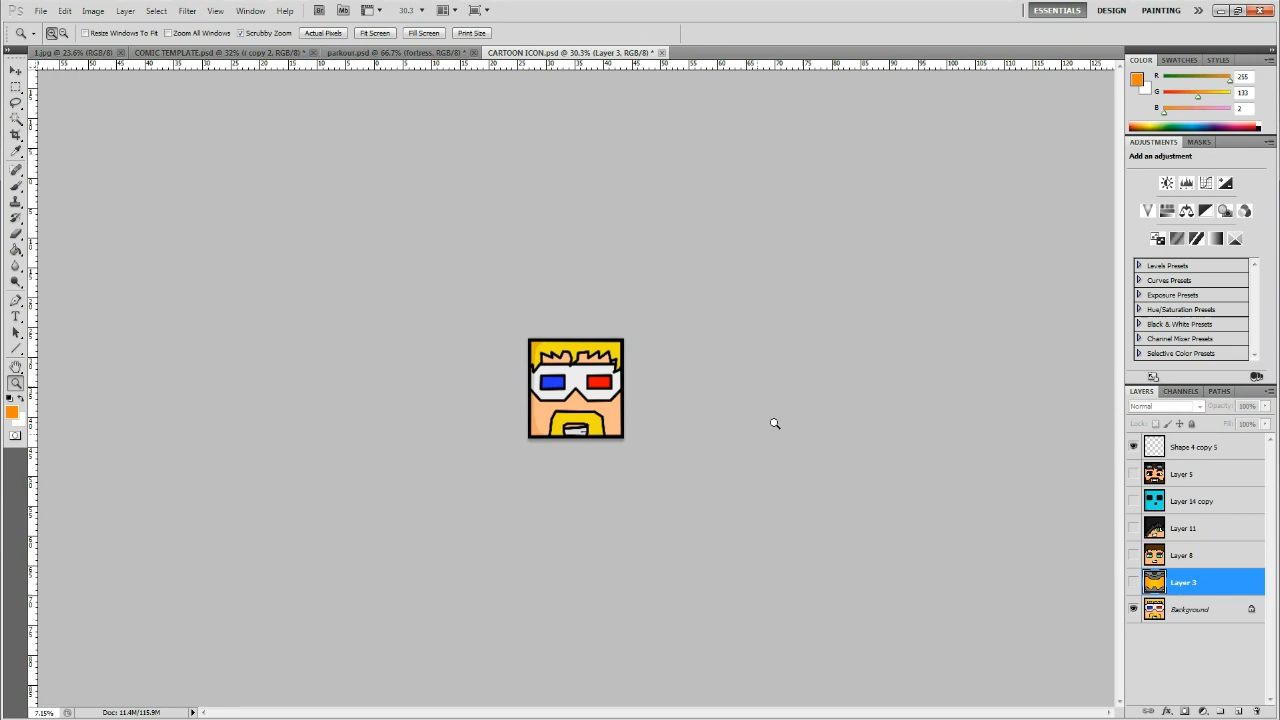 Ps File Edit Image Layer Select Filter View Window Help Br Mb 30.3 ESSENTIALS DESIGN PAINTING
Resize Windows To Fit Zoom All Windows Scrubby Zoom Actual Pixels Fit Screen Fill Screen Print Size
1.jpg @ 23.6% (RGB/8) COMIC TEMPLATE.psd @ 32% (r copy 2, RGB/8) * parkour.psd @ 66.7% (fortress, RGB/8) * CARTOON ICON.psd @ 30.3% (Layer 3, RGB/8) *
COLOR SWATCHES STYLES
R 255
G 133
B 2
ADJUSTMENTS MASKS
Add an adjustment
Levels Presets
Curves Presets
Exposure Presets
Hue/Saturation Presets
Black & White Presets
Channel Mixer Presets
Selective Color Presets
LAYERS CHANNELS PATHS
Normal Opacity: 100%
Lock: Fill: 100%
Shape 4 copy 5
Layer 5
Layer 14 copy
Layer 11
Layer 8
Layer 3
Background
7.15% Doc: 11.4M/115.9M